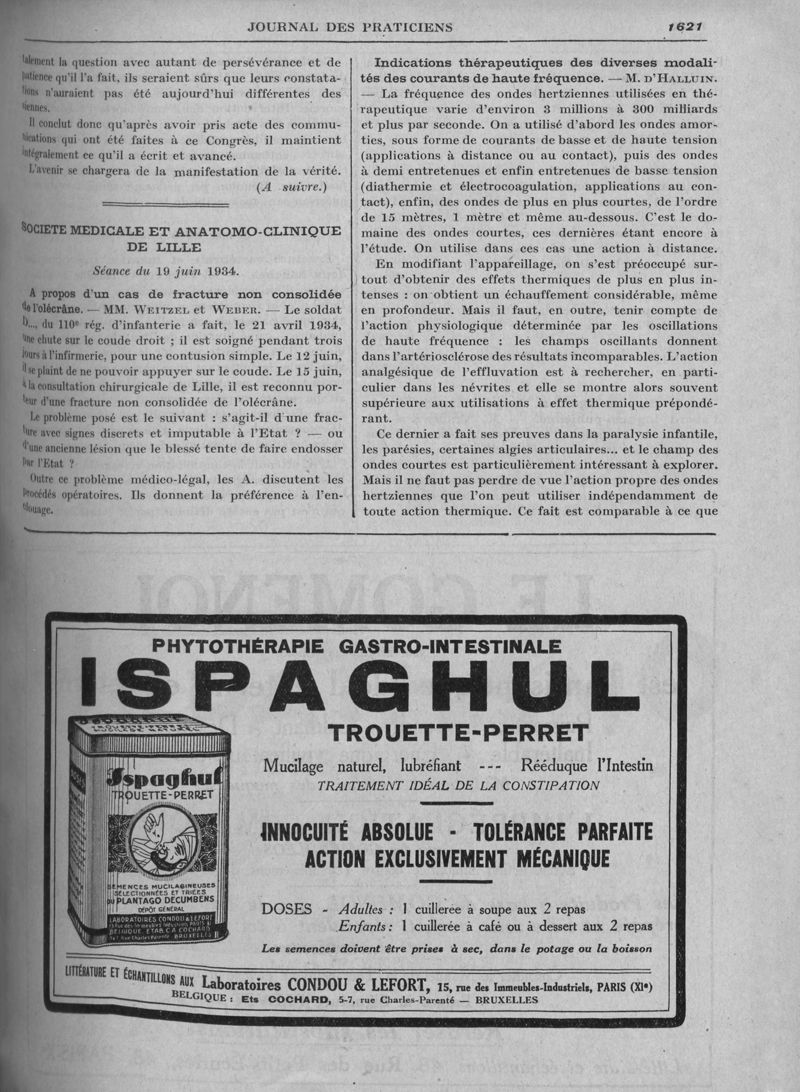 JOURNAL DES PRATICIENS 1621
la question avec autant de persévérance et de
qu'il l'a fait, ils seraient sûrs que leurs constata-
n'auraient pas été aujourd'hui différentes des
siennes.
Il conclut donc qu'après avoir pris acte des commu-
nications qui ont été faites à ce Congrès, il maintient
intégralement ce qu'il a écrit et avancé.
L'avenir se chargera de la manifestation de la vérité.
(A suivre.)
SOCIETE MEDICALE ET ANATOMO-CLINIQUE
DE LILLE
Séance du 19 juin 1934.
A propos d'un cas de fracture non consolidée
de l'olécrâne. — MM. WEITZEL et WEBER. — Le soldat
D..., du 110e rég. d'infanterie a fait, le 21 avril 1934,
une chute sur le coude droit ; il est soigné pendant trois
jours à l'infirmerie, pour une contusion simple. Le 12 juin,
il se plaint de ne pouvoir appuyer sur le coude. Le 15 juin,
à la consultation chirurgicale de Lille, il est reconnu por-
teur d'une fracture non consolidée de l'olécrâne.
Le problème posé est le suivant : s'agit-il d'une frac-
ture avec signes discrets et imputable à l'Etat ? — ou
d'une ancienne lésion que le blessé tente de faire endosser
par l'Etat ?
Outre ce problème médico-légal, les A. discutent les
procédés opératoires. Ils donnent la préférence à l'en-
clouage.
Indications thérapeutiques des diverses modali-
tés des courants de haute fréquence. — M. D'HALLUIN.
— La fréquence des ondes hertziennes utilisées en thé-
rapeutique varie d'environ 3 millions à 300 milliards
et plus par seconde. On a utilisé d'abord les ondes amor-
ties, sous forme de courants de basse et de haute tension
(applications à distance ou au contact), puis des ondes
à demi entretenues et enfin entretenues de basse tension
(diathermie et électrocoagulation, applications au con-
tact), enfin, des ondes de plus en plus courtes, de l'ordre
de 15 mètres, 1 mètre et même au-dessous. C'est le do-
maine des ondes courtes, ces dernières étant encore à
l'étude. On utilise dans ces cas une action à distance.
En modifiant l'appareillage, on s'est préoccupé sur-
tout d'obtenir des effets thermiques de plus en plus in-
tenses : on obtient un échauffement considérable, même
en profondeur. Mais il faut, en outre, tenir compte de
l'action physiologique déterminée par les oscillations
de haute fréquence : les champs oscillants donnent
dans l'artériosclérose des résultats incomparables. L'action
analgésique de l'effluvation est à rechercher, en parti-
culier dans les névrites et elle se montre alors souvent
supérieure aux utilisations à effet thermique prépondé-
rant.
Ce dernier a fait ses preuves dans la paralysie infantile,
les parésies, certaines algies articulaires... et le champ des
ondes courtes est particulièrement intéressant à explorer.
Mais il ne faut pas perdre de vue l'action propre des ondes
hertziennes que l'on peut utiliser indépendamment de
toute action thermique. Ce fait est comparable à ce que
PHYTOTHÉRAPIE GASTRO-INTESTINALE
ISPAGHUL
TROUETTE-PERRET
Mucilage naturel, lubréfiant --- Rééduque l'Intestin
TRAITEMENT IDÉAL DE LA CONSTIPATION
INNOCUITÉ ABSOLUE - TOLÉRANCE PARFAITE
ACTION EXCLUSIVEMENT MÉCANIQUE
DOSES - Adultes : 1 cuillerée à soupe aux 2 repas
Enfants : 1 cuillerée à café ou à dessert aux 2 repas
Les semences doivent être prises à sec, dans le potage ou la boisson
Ispaghul
TROUETTE-PERRET
SEMENCES MUCILAGINEUSES
SÉLECTIONNÉES ET TRIÉES
DU PLANTAGO DECUMBENS
DÉPÔT GÉNÉRAL
LABORATOIRES CONDOU & LEFORT
BELGIQUE. ETAB. CA COCHARD
BRUXELLES
LITTÉRATURE ET ÉCHANTILLONS AUX Laboratoires CONDOU & LEFORT, 15, rue des Immeubles-Industriels, PARIS (XIe)
BELGIQUE : Ets COCHARD, 5-7, rue Charles-Parenté — BRUXELLES